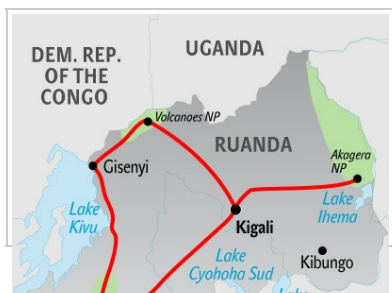 UGANDA
DEM. REP.
OF THE
CONGO
Volcanoes NP
RUANDA
Gisenyi
Akagera
NP
Lake
Kivu
Lake
Ihema
Kigali
Lake
Cyohoha Sud
Kibungo